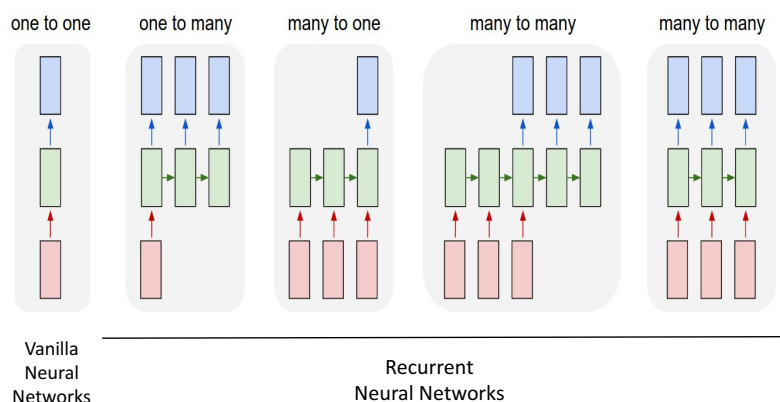 one to one
one to many
many to one
many to many
many to many
Vanilla
Neural
Networks
Recurrent
Neural Networks